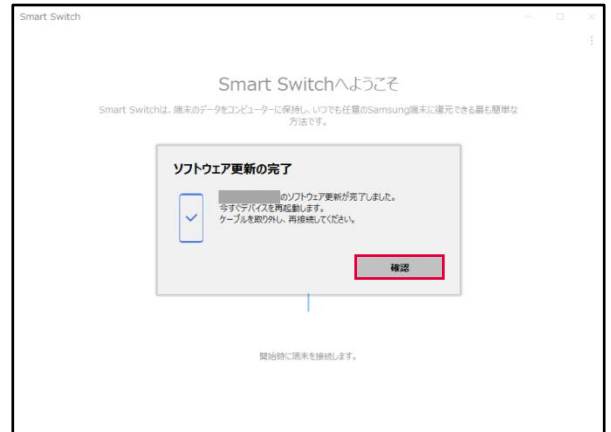 Smart Switch
Smart Switchへようこそ
Smart Switchは、端末のデータをコンピューターに保持し、いつでも任意のSamsung端末に復元できる最も簡単な
方法です。
ソフトウェア更新の完了
のソフトウェア更新が完了しました。
今すぐデバイスを再起動します。
ケーブルを取り外し、再接続してください。
確認
開始時に端末を接続します。